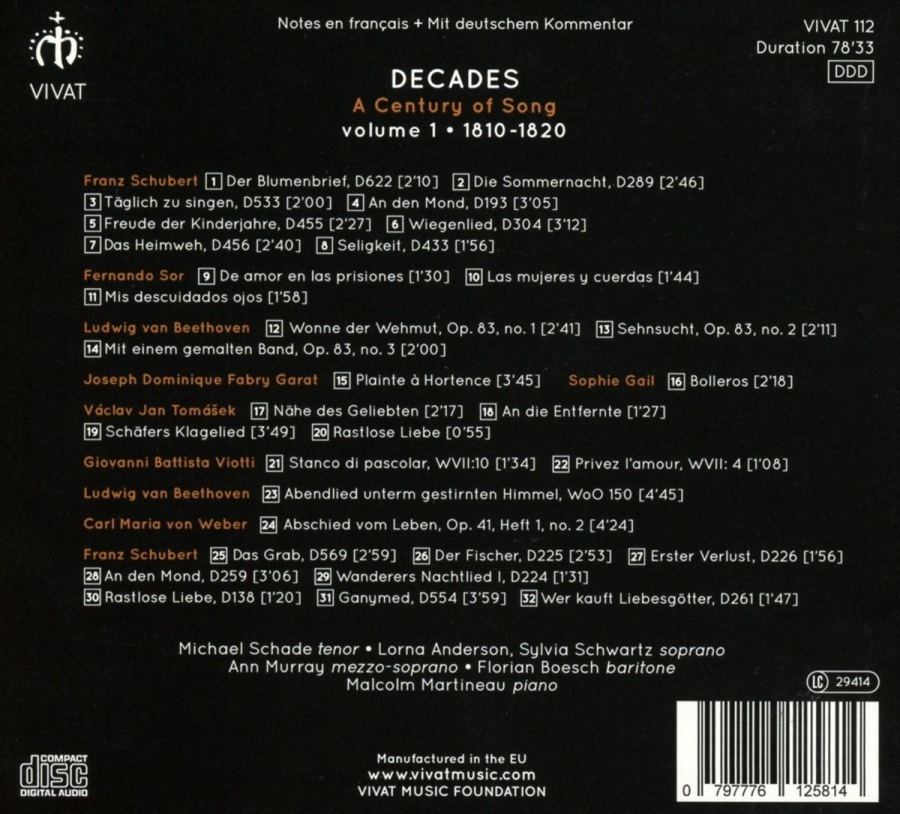 Notes en français + Mit deutschem Kommentar
VIVAT 112
Duration 78'33
DDD
VIVAT
DECADES
A Century of Song
volume 1 • 1810-1820
Franz Schubert 1 Der Blumenbrief, D622 [2'10] 2 Die Sommernacht, D289 [2'46]
3 Täglich zu singen, D533 [2'00] 4 An den Mond, D193 [3'05]
5 Freude der Kinderjahre, D455 [2'27] 6 Wiegenlied, D304 [3'12]
7 Das Heimweh, D456 [2'40] 8 Seligkeit, D433 [1'56]
Fernando Sor 9 De amor en las prisiones [1'30] 10 Las mujeres y cuerdas [1'44]
11 Mis descuidados ojos [1'58]
Ludwig van Beethoven 12 Wonne der Wehmut, Op. 83, no. 1 [2'41] 13 Sehnsucht, Op. 83, no. 2 [2'11]
14 Mit einem gemalten Band, Op. 83, no. 3 [2'00]
Joseph Dominique Fabry Garat 15 Plainte à Hortence [3'45] Sophie Gail 16 Bolleros [2'18]
Václav Jan Tomášek 17 Nähe des Geliebten [2'17] 18 An die Entfernte [1'27]
19 Schäfers Klagelied [3'49] 20 Rastlose Liebe [0'55]
Giovanni Battista Viotti 21 Stanco di pascolar, WVII:10 [1'34] 22 Privez l'amour, WVII: 4 [1'08]
Ludwig van Beethoven 23 Abendlied unterm gestirnten Himmel, WoO 150 [4'45]
Carl Maria von Weber 24 Abschied vom Leben, Op. 41, Heft 1, no. 2 [4'24]
Franz Schubert 25 Das Grab, D569 [2'59] 26 Der Fischer, D225 [2'53] 27 Erster Verlust, D226 [1'56]
28 An den Mond, D259 [3'06] 29 Wanderers Nachtlied I, D224 [1'31]
30 Rastlose Liebe, D138 [1'20] 31 Ganymed, D554 [3'59] 32 Wer kauft Liebesgötter, D261 [1'47]
Michael Schade tenor • Lorna Anderson, Sylvia Schwartz soprano
Ann Murray mezzo-soprano • Florian Boesch baritone
Malcolm Martineau piano
LC 29414
COMPACT
disc
DIGITAL AUDIO
Manufactured in the EU
www.vivatmusic.com
VIVAT MUSIC FOUNDATION
0 797776 125814